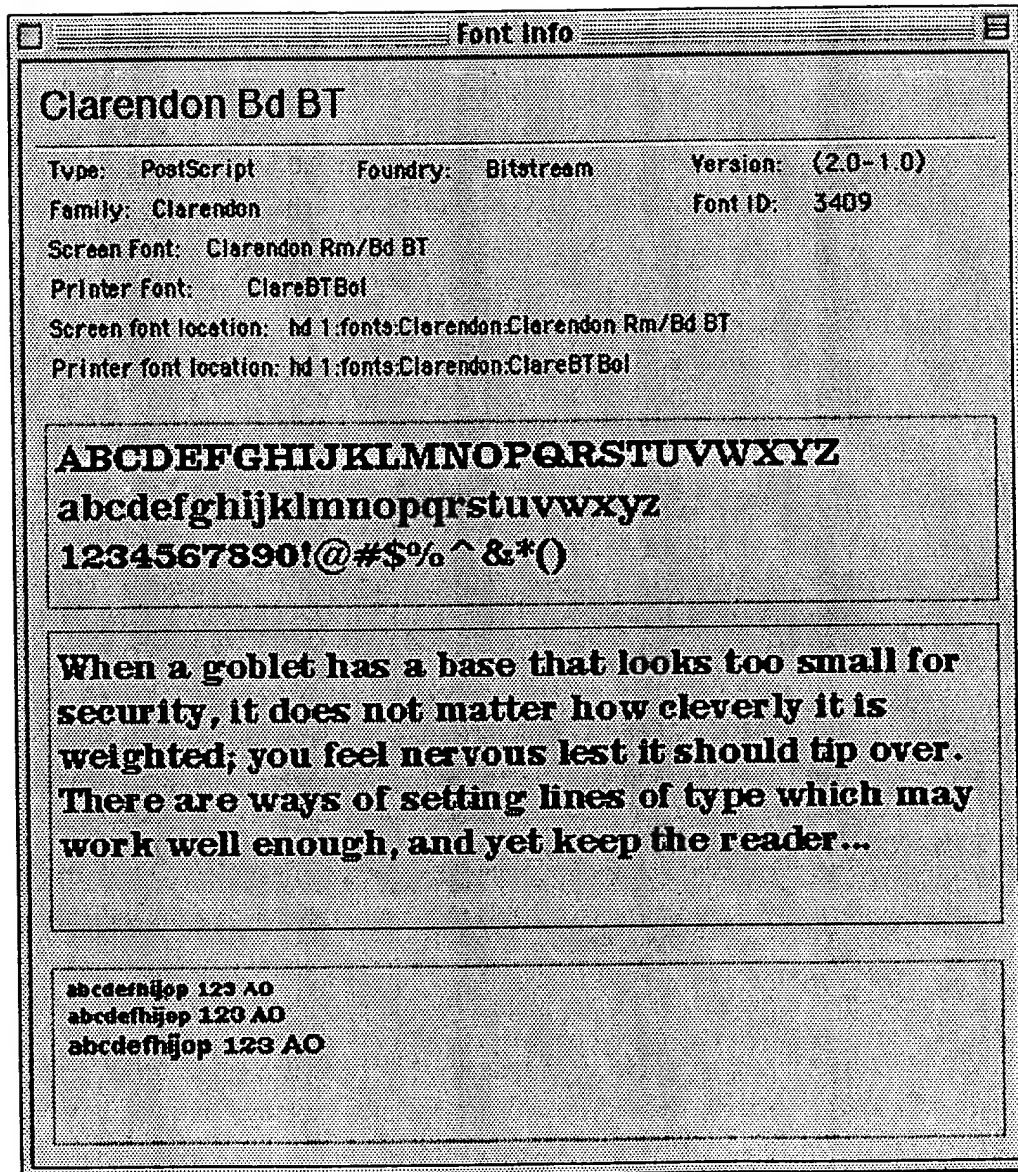 Font Info
Clarendon Bd BT
Type: PostScript Foundry: Bitstream Version: (2.0-1.0)
Family: Clarendon Font ID: 3409
Screen Font: Clarendon Rm/Bd BT
Printer Font: ClareBTBol
Screen font location: hd 1:fonts:Clarendon:Clarendon Rm/Bd BT
Printer font location: hd 1:fonts:Clarendon:ClareBTBol
ABCDEFGHIJKLMNOPQRSTUVWXYZ
abcdefghijklmnopqrstuvwxyz
1234567890!@#$%^&*()
When a goblet has a base that looks too small for
security, it does not matter how cleverly it is
weighted; you feel nervous lest it should tip over.
There are ways of setting lines of type which may
work well enough, and yet keep the reader...
abcdefhijop 123 AO
abcdefhijop 123 AO
abcdefhijop 123 AO